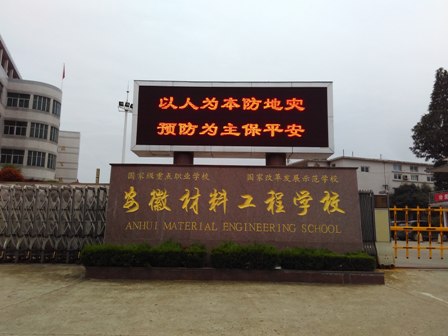 以人为本防地灾
预防为主保平安
国家级重点职业学校 国家改革发展示范学校
安徽材料工程学校
ANHUI MATERIAL ENGINEERING SCHOOL